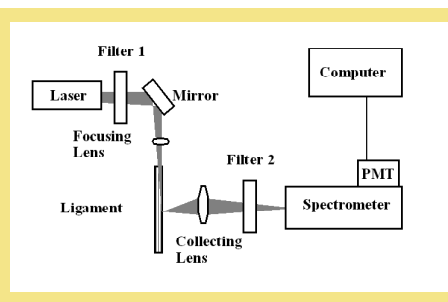 Filter 1
Laser
Mirror
Computer
Focusing
Lens
Filter 2
PMT
Ligament
Spectrometer
Collecting
Lens